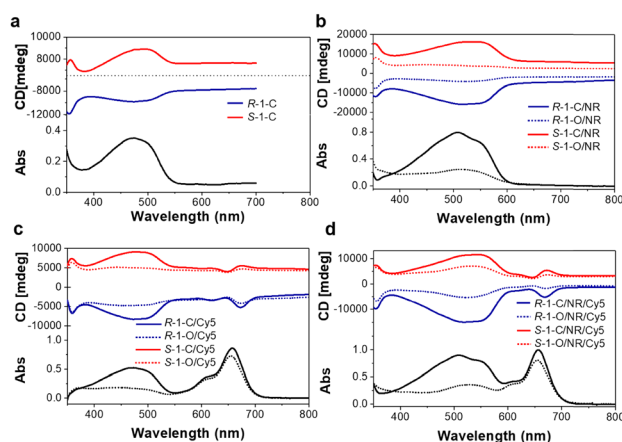 a
10000
8000
-8000
-12000
CD[mdeg]
R-1-C
S-1-C
0.4
0.2
0.0
Abs
400 500 600 700 800
Wavelength (nm)
b
20000
10000
0
-10000
-20000
CD [mdeg]
R-1-C/NR
R-1-O/NR
S-1-C/NR
S-1-O/NR
0.8
0.4
0.0
Abs
400 500 600 700 800
Wavelength (nm)
c
10000
5000
0
-5000
-10000
CD [mdeg]
R-1-C/Cy5
R-1-O/Cy5
S-1-C/Cy5
S-1-O/Cy5
1.0
0.5
0.0
Abs
400 500 600 700 800
Wavelength (nm)
d
10000
0
-10000
CD [mdeg]
R-1-C/NR/Cy5
R-1-O/NR/Cy5
S-1-C/NR/Cy5
S-1-O/NR/Cy5
1.0
0.5
0.0
Abs
400 500 600 700 800
Wavelength (nm)